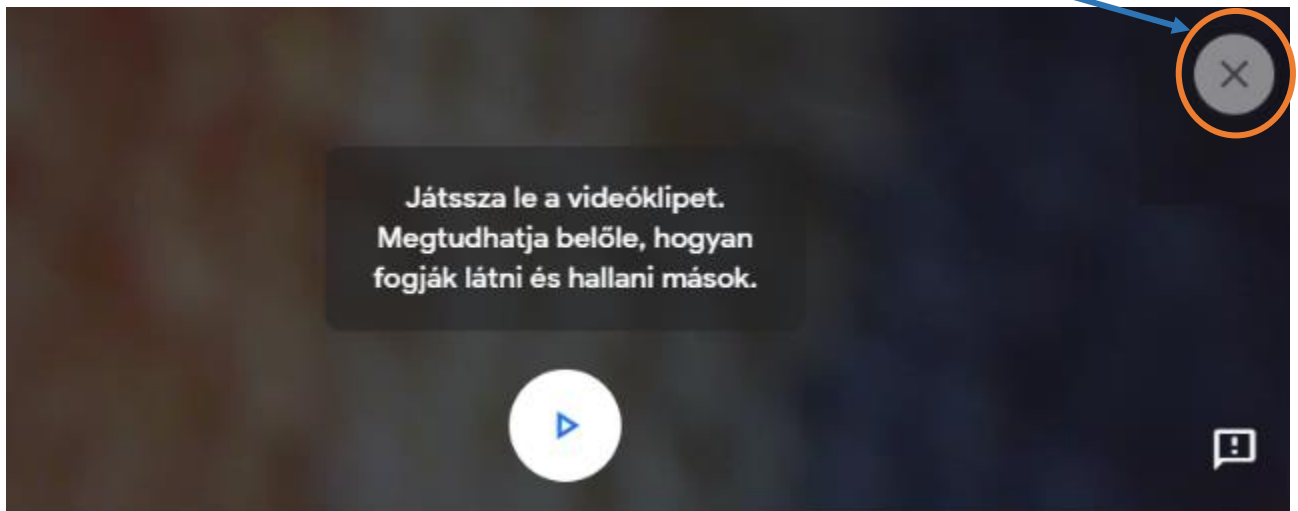 Játssza le a videóklipet.
Megtudhatja belőle, hogyan
fogják látni és hallani mások.